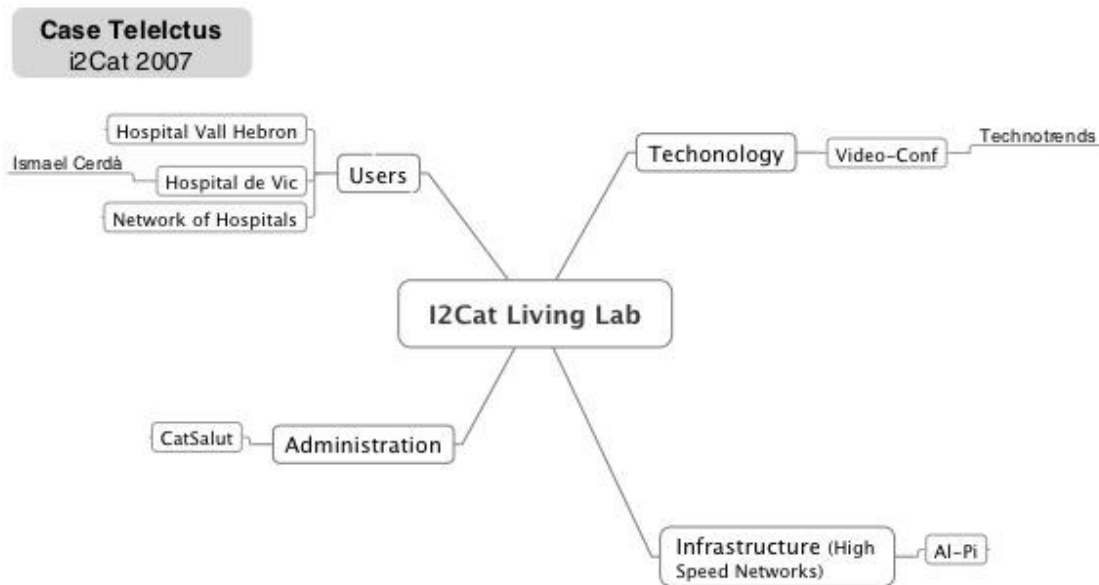 Case TeleIctus
i2Cat 2007
Hospital Vall Hebron
Ismael Cerdà
Hospital de Vic
Network of Hospitals
Users
Techonology
Video-Conf
Technotrends
I2Cat Living Lab
CatSalut
Administration
Infrastructure (High
Speed Networks)
Al-Pi